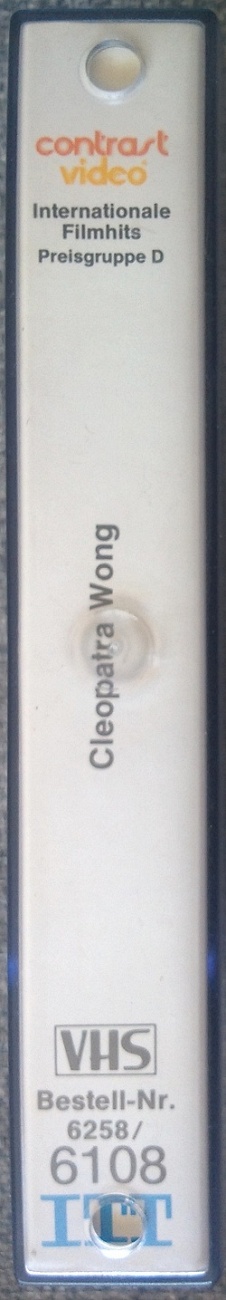 contrast
video
Internationale
Filmhits
Preisgruppe D
Cleopatra Wong
VHS
Bestell-Nr.
6258/
6108
ITT